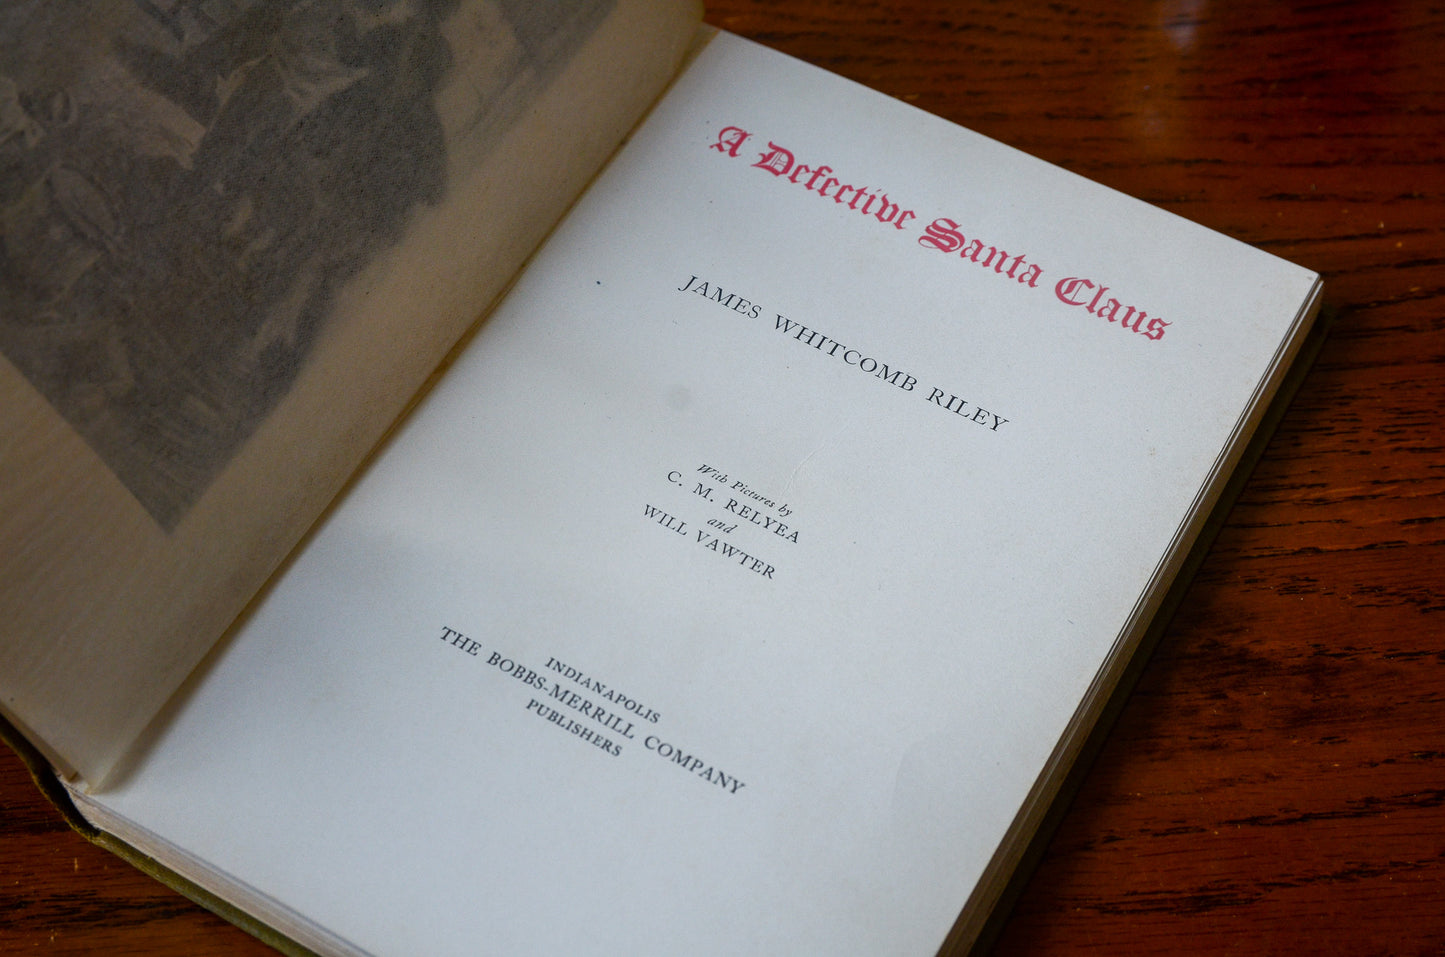 A Defective Santa Claus
JAMES WHITCOMB RILEY
With Pictures by
C. M. RELYEA
and
WILL VAWTER
INDIANAPOLIS
THE BOBBS-MERRILL COMPANY
PUBLISHERS